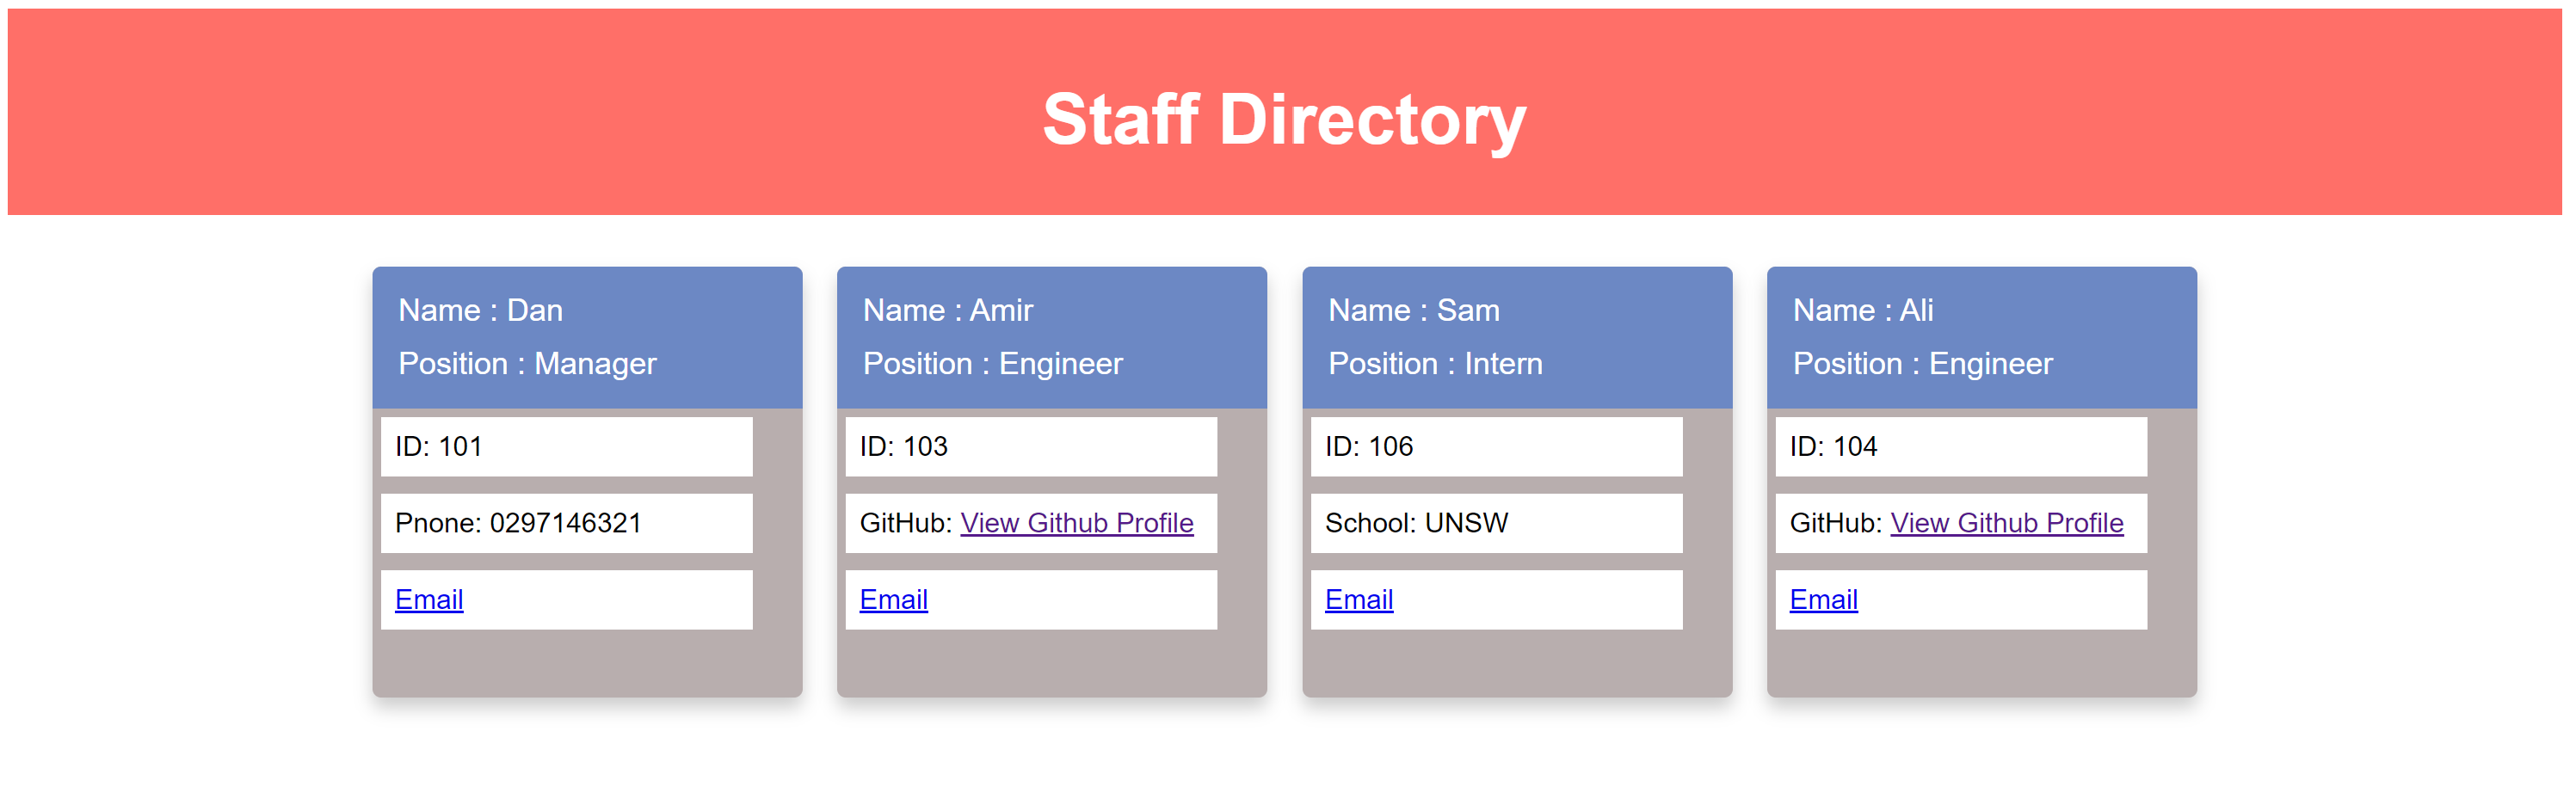 Staff Directory
Name : Dan
Position : Manager
ID: 101
Pnone: 0297146321
Email
Name : Amir
Position : Engineer
ID: 103
GitHub: View Github Profile
Email
Name : Sam
Position : Intern
ID: 106
School: UNSW
Email
Name : Ali
Position : Engineer
ID: 104
GitHub: View Github Profile
Email